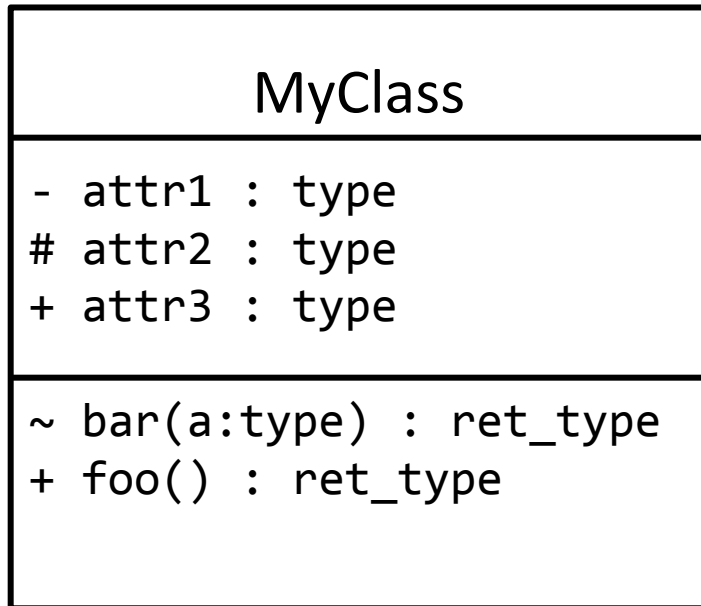 MyClass
- attr1 : type
# attr2 : type
+ attr3 : type
~ bar(a:type) : ret_type
+ foo() : ret_type